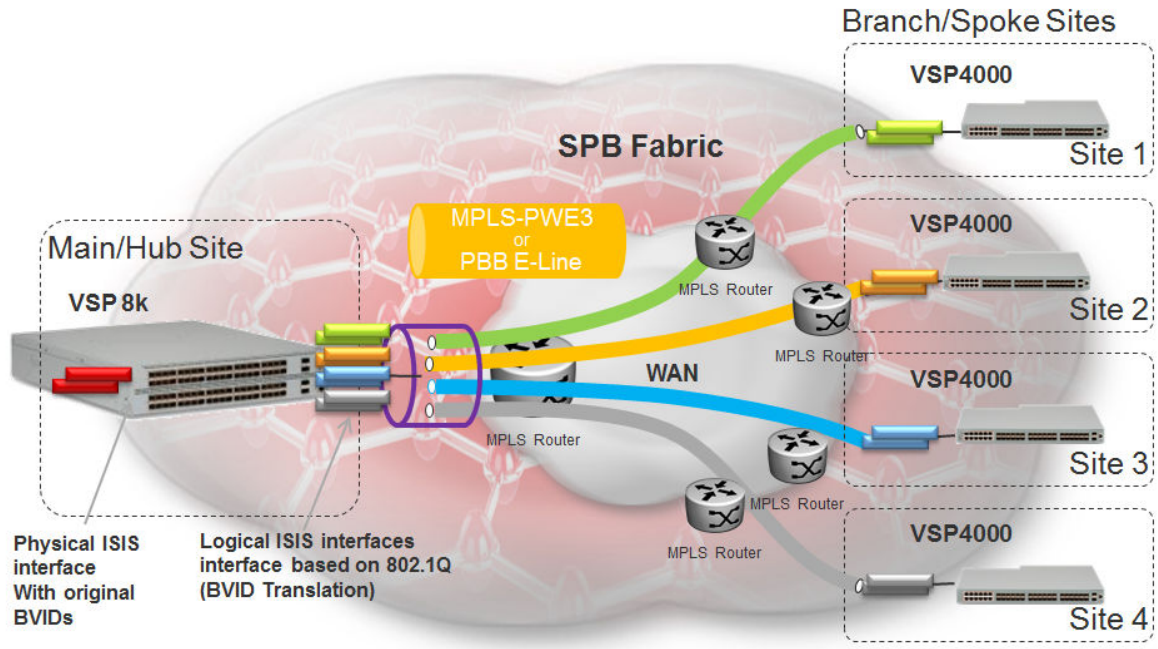 Branch/Spoke Sites
VSP4000
Site 1
SPB Fabric
MPLS-PWE3
or
PBB E-Line
Main/Hub Site
VSP 8k
MPLS Router
VSP4000
Site 2
MPLS Router
WAN
MPLS Router
VSP4000
Site 3
MPLS Router
MPLS Router
VSP4000
Site 4
Physical ISIS
interface
With original
BVIDs
Logical ISIS interfaces
interface based on 802.1Q
(BVID Translation)